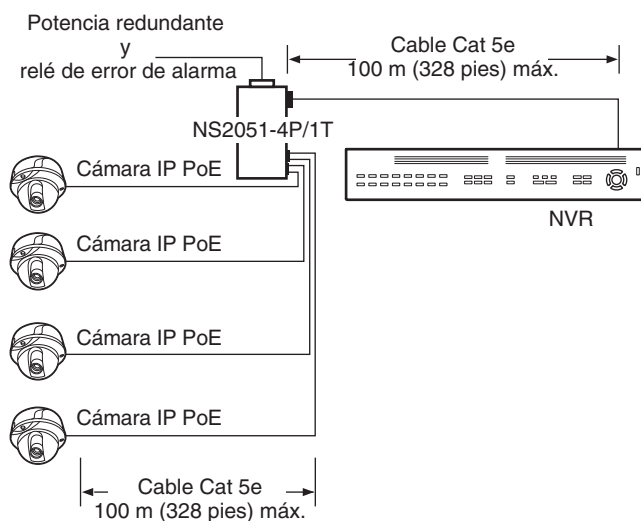 Potencia redundante
y
relé de error de alarma
Cable Cat 5e
100 m (328 pies) máx.
NS2051-4P/1T
Cámara IP PoE
NVR
Cámara IP PoE
Cámara IP PoE
Cámara IP PoE
Cable Cat 5e
100 m (328 pies) máx.